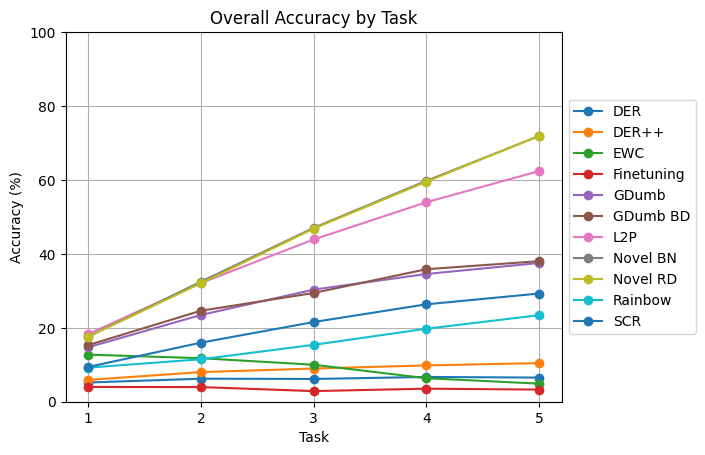 Overall Accuracy by Task
100
80
60
40
20
0
Accuracy (%)
1 2 3 4 5
Task
DER
DER++
EWC
Finetuning
GDumb
GDumb BD
L2P
Novel BN
Novel RD
Rainbow
SCR